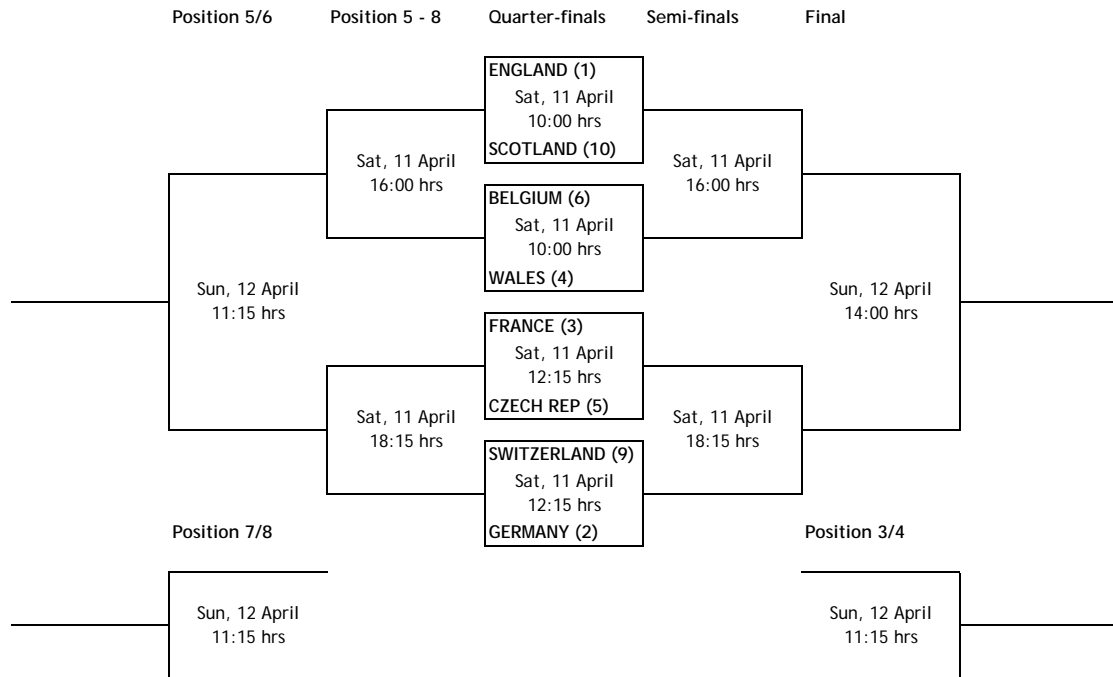 Position 5/6 Position 5 - 8 Quarter-finals Semi-finals Final
ENGLAND (1)
Sat, 11 April
10:00 hrs
SCOTLAND (10)
Sat, 11 April
16:00 hrs
Sat, 11 April
16:00 hrs
BELGIUM (6)
Sat, 11 April
10:00 hrs
WALES (4)
Sun, 12 April
11:15 hrs
Sun, 12 April
14:00 hrs
FRANCE (3)
Sat, 11 April
12:15 hrs
CZECH REP (5)
Sat, 11 April
18:15 hrs
Sat, 11 April
18:15 hrs
SWITZERLAND (9)
Sat, 11 April
12:15 hrs
GERMANY (2)
Position 7/8
Position 3/4
Sun, 12 April
11:15 hrs
Sun, 12 April
11:15 hrs